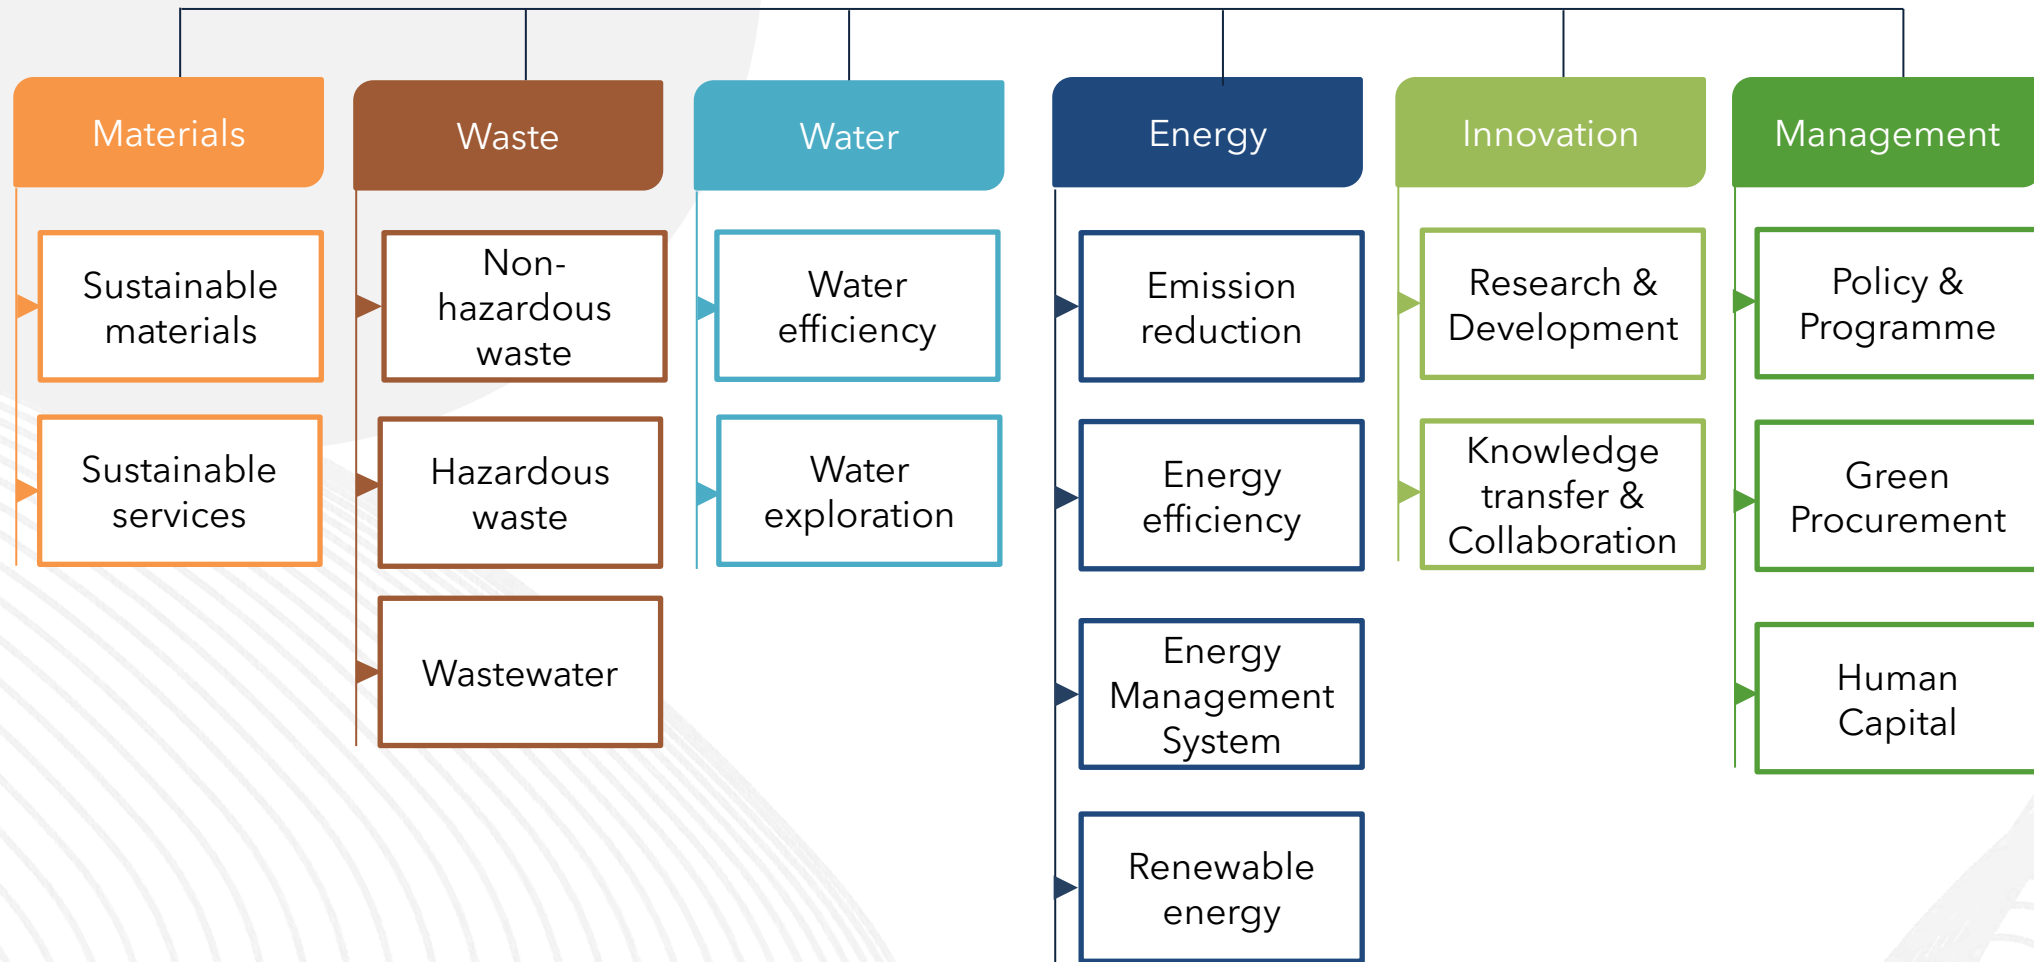 Materials
Sustainable
materials
Sustainable
services
Waste
Non-
hazardous
waste
Hazardous
waste
Wastewater
Water
Water
efficiency
Water
exploration
Energy
Emission
reduction
Energy
efficiency
Energy
Management
System
Renewable
energy
Innovation
Research &
Development
Knowledge
transfer &
Collaboration
Management
Policy &
Programme
Green
Procurement
Human
Capital